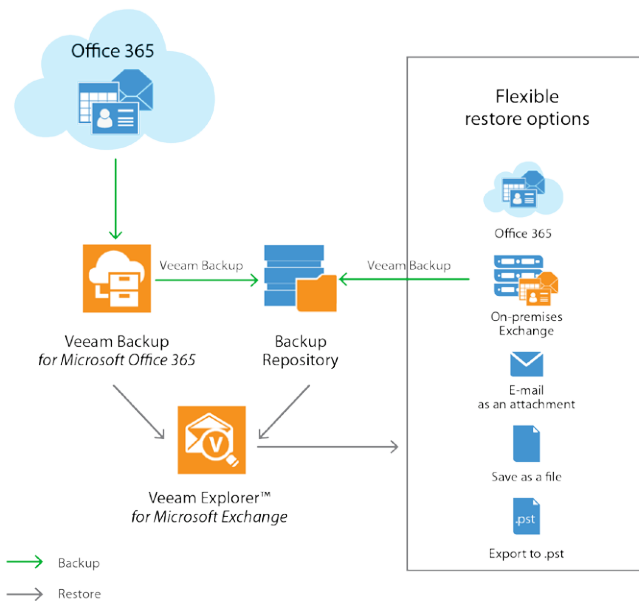 Office 365
Flexible
restore options
Office 365
Veeam Backup
Veeam Backup
On-premises
Exchange
Veeam Backup
for Microsoft Office 365
Backup
Repository
E-mail
as an attachment
V
Save as a file
Veeam Explorer™
for Microsoft Exchange
.pst
Export to .pst
Backup
Restore